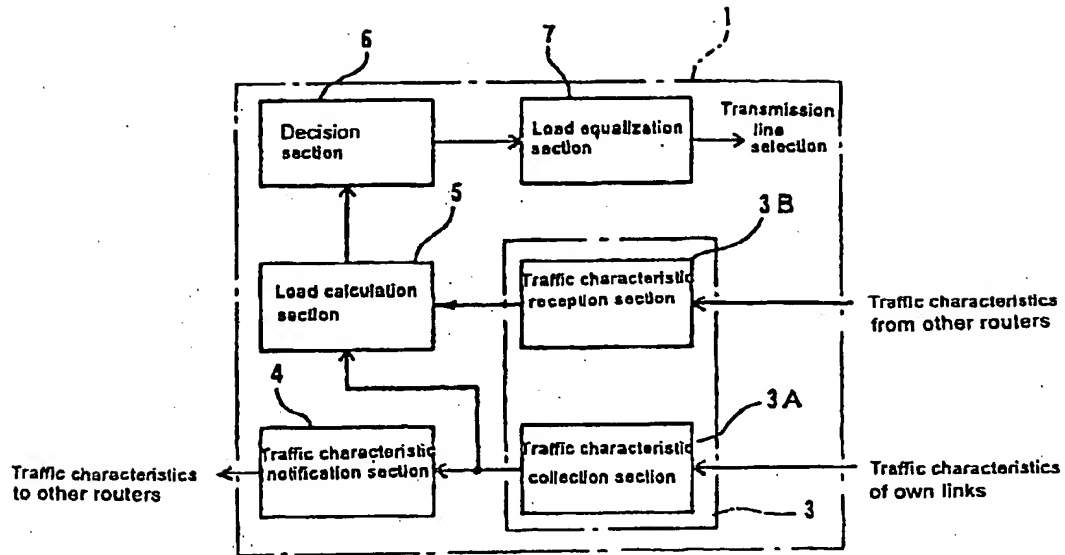 1
6
7
Decision
section
Load equalization
section
Transmission
line
selection
5
3B
Load calculation
section
Traffic characteristic
reception section
Traffic characteristics
from other routers
4
3A
Traffic characteristic
notification section
Traffic characteristic
collection section
Traffic characteristics
to other routers
Traffic characteristics
of own links
3